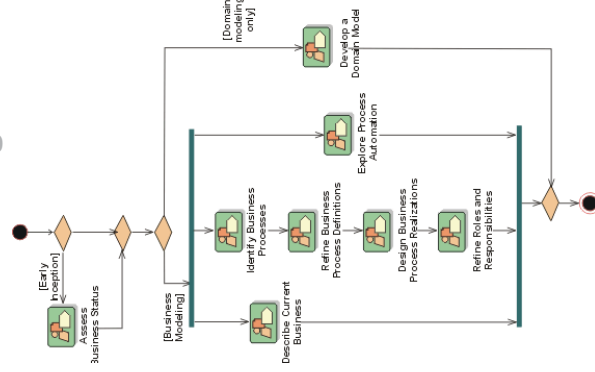 [Domain
modeling
only]
Develop a
Domain Model
Explore Process
Automation
Identify Business
Processes
Refine Business
Process Definitions
Design Business
Process Realizations
Refine Roles and
Responsibilities
[Early
Inception]
Assess
Business Status
[Business
Modeling]
Describe Current
Business